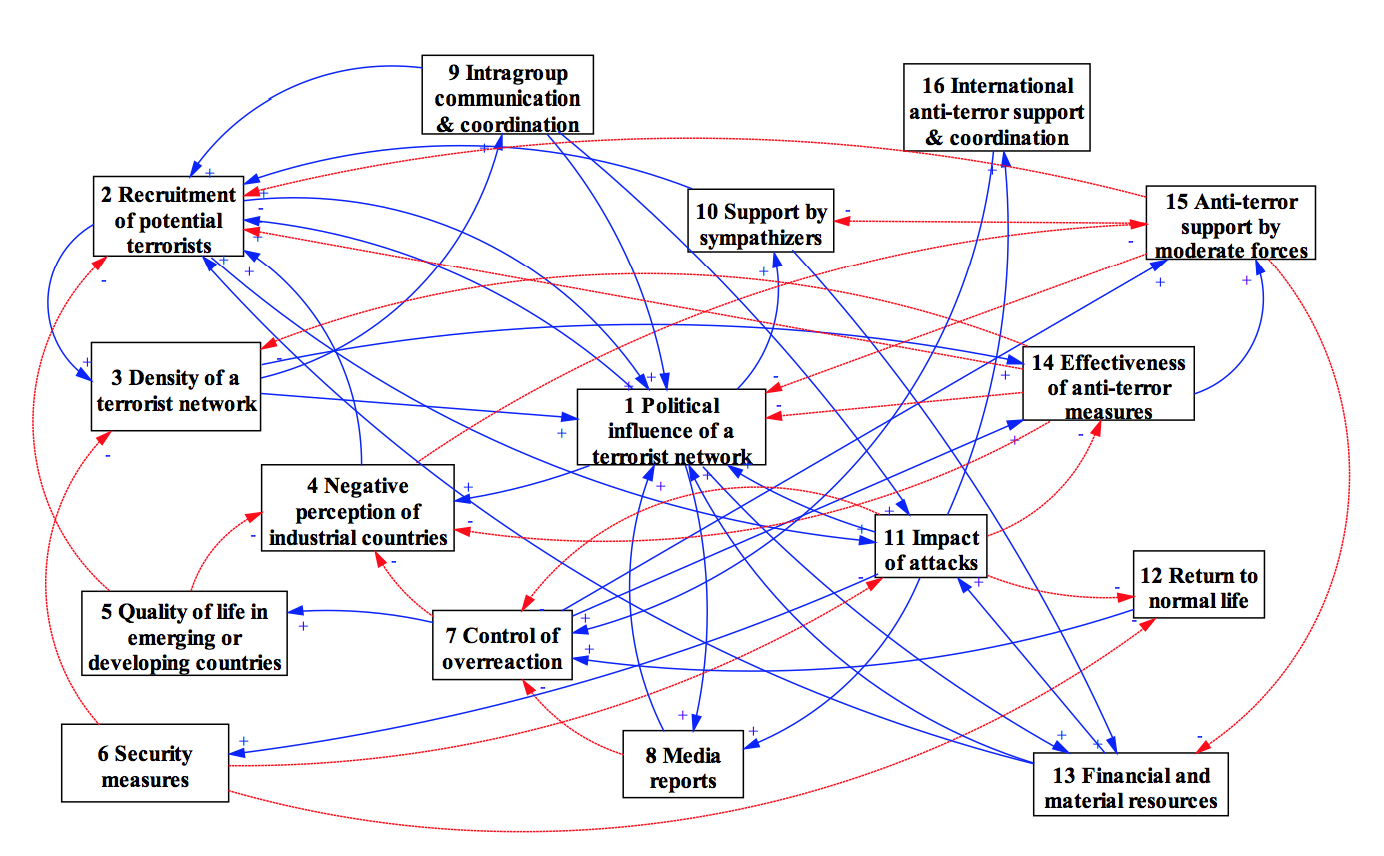 9 Intragroup
communication
& coordination
16 International
anti-terror support
& coordination
2 Recruitment
of potential
terrorists
10 Support by
sympathizers
15 Anti-terror
support by
moderate forces
3 Density of a
terrorist network
14 Effectiveness
of anti-terror
measures
1 Political
influence of a
terrorist network
4 Negative
perception of
industrial countries
11 Impact
of attacks
12 Return to
normal life
5 Quality of life in
emerging or
developing countries
7 Control of
overreaction
6 Security
measures
8 Media
reports
13 Financial and
material resources